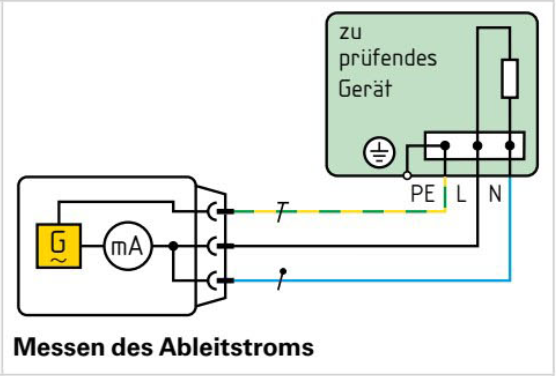 zu
prüfendes
Gerät
PE L N
G
~
mA
Messen des Ableitstroms